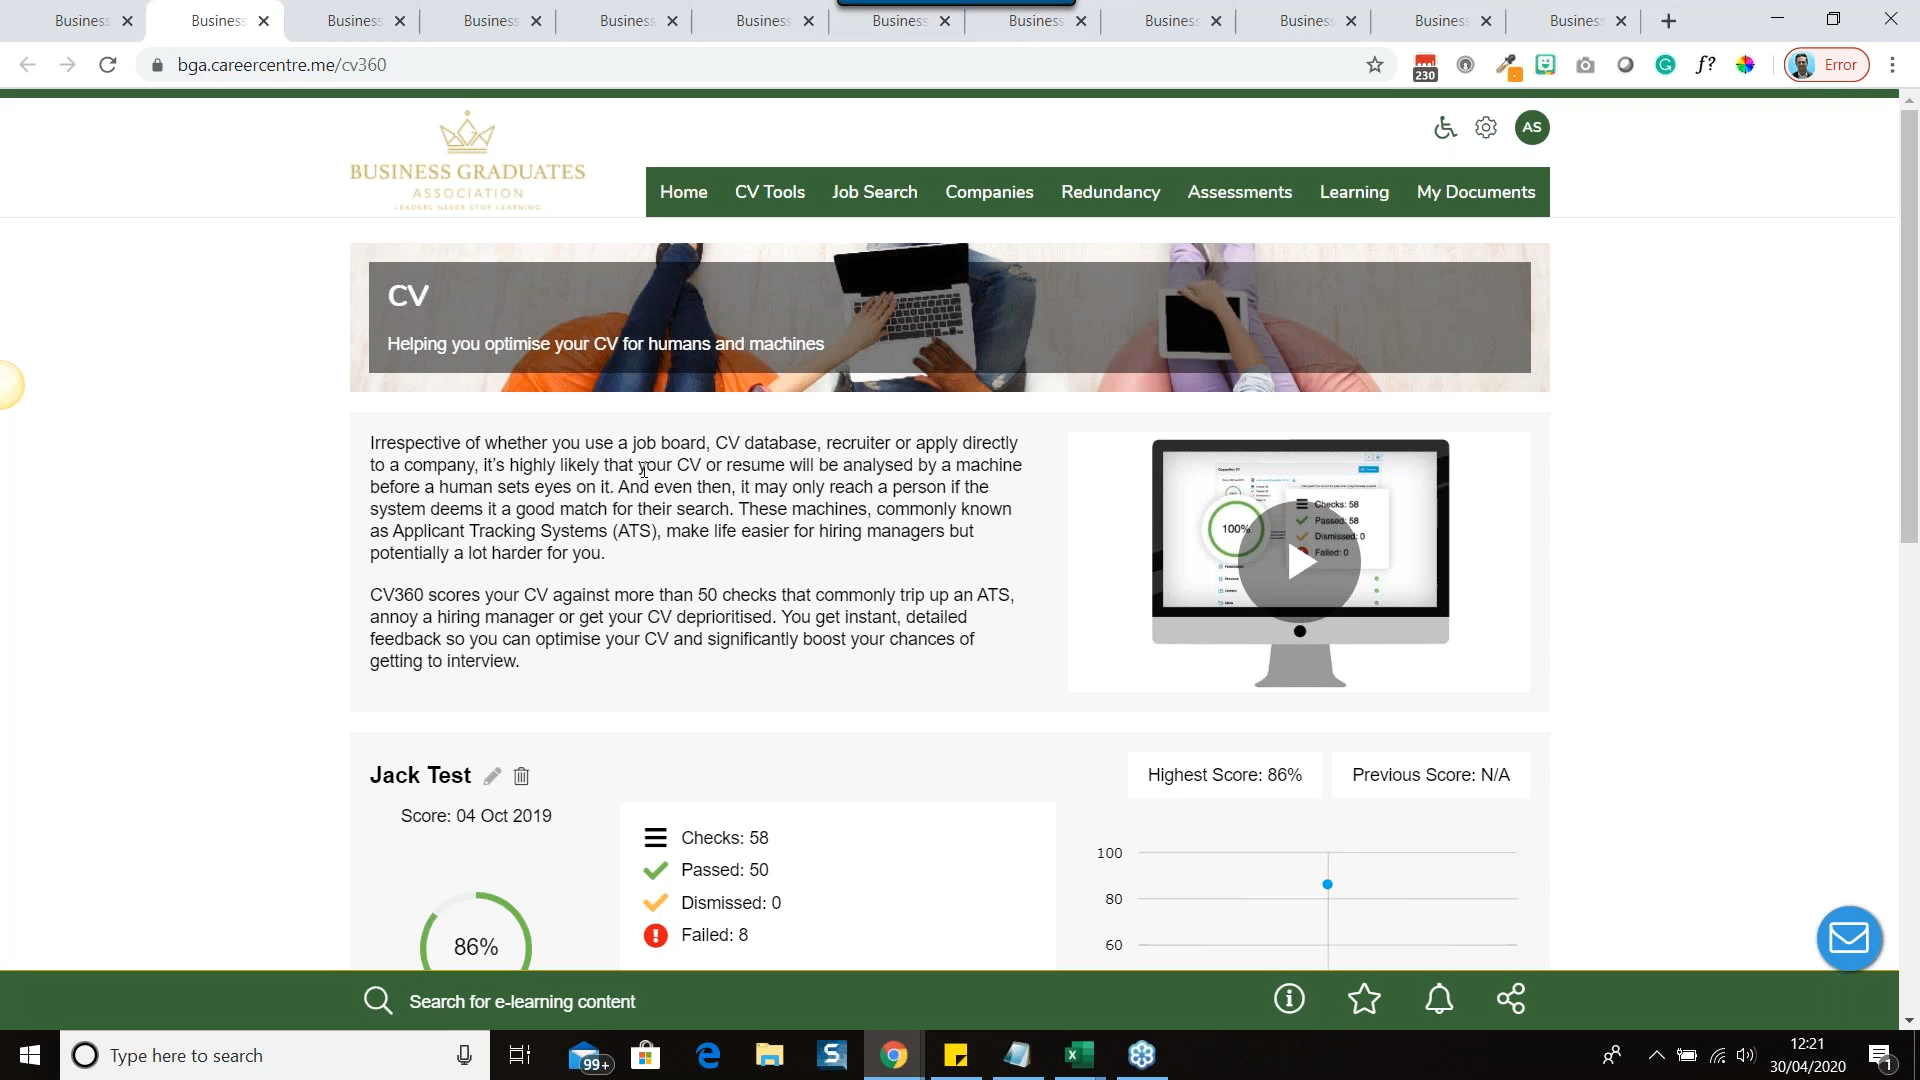 Business
Business
Business
Business
Business
Business
Business
Business
Business
Business
Business
Business
bga.careercentre.me/cv360
230
f?
Error
BUSINESS GRADUATES
ASSOCIATION
LEADERS NEVER STOP LEARNING
AS
Home CV Tools Job Search Companies Redundancy Assessments Learning My Documents
CV
Helping you optimise your CV for humans and machines
Irrespective of whether you use a job board, CV database, recruiter or apply directly
to a company, it's highly likely that your CV or resume will be analysed by a machine
before a human sets eyes on it. And even then, it may only reach a person if the
system deems it a good match for their search. These machines, commonly known
as Applicant Tracking Systems (ATS), make life easier for hiring managers but
potentially a lot harder for you.
CV360 scores your CV against more than 50 checks that commonly trip up an ATS,
annoy a hiring manager or get your CV deprioritised. You get instant, detailed
feedback so you can optimise your CV and significantly boost your chances of
getting to interview.
100%
Checks: 58
Passed: 58
Dismissed: 0
Failed: 0
Jack Test
Highest Score: 86% Previous Score: N/A
Score: 04 Oct 2019
86%
Checks: 58
Passed: 50
Dismissed: 0
Failed: 8
100
80
60
Search for e-learning content
Type here to search
99+
12:21
30/04/2020
1